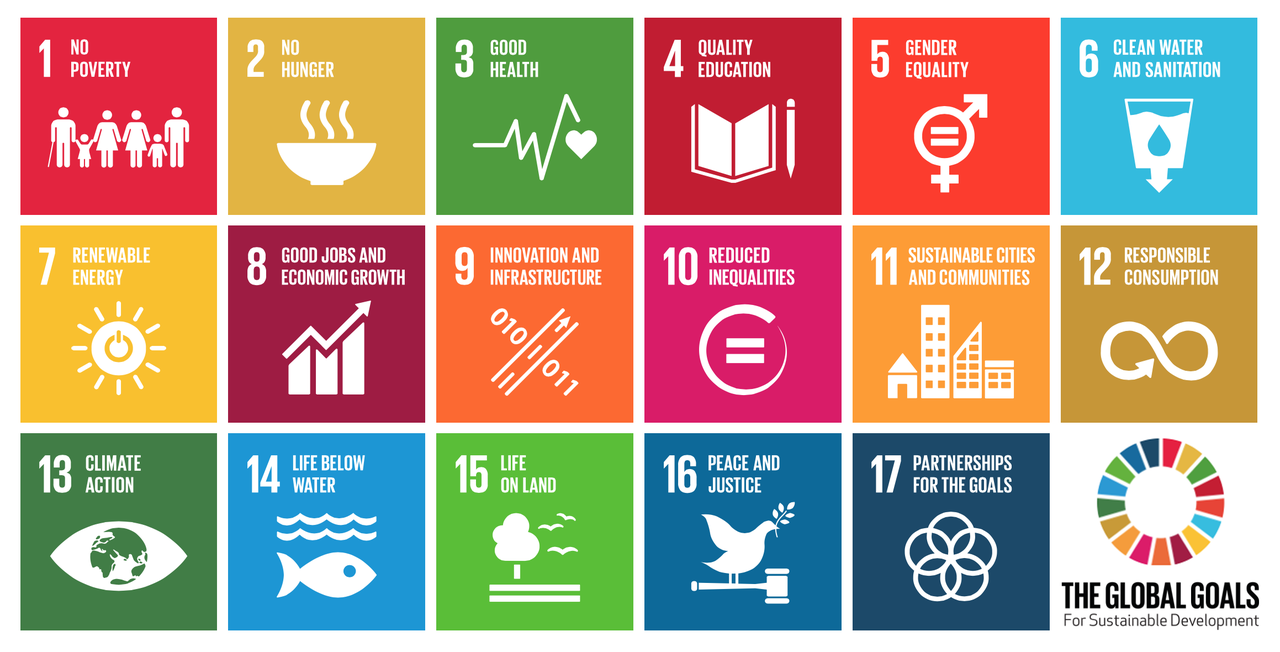 1 NO
POVERTY
2 NO
HUNGER
3 GOOD
HEALTH
4 QUALITY
EDUCATION
5 GENDER
EQUALITY
6 CLEAN WATER
AND SANITATION
7 RENEWABLE
ENERGY
8 GOOD JOBS AND
ECONOMIC GROWTH
9 INNOVATION AND
INFRASTRUCTURE
010
011
10 REDUCED
INEQUALITIES
11 SUSTAINABLE CITIES
AND COMMUNITIES
12 RESPONSIBLE
CONSUMPTION
13 CLIMATE
ACTION
14 LIFE BELOW
WATER
15 LIFE
ON LAND
16 PEACE AND
JUSTICE
17 PARTNERSHIPS
FOR THE GOALS
THE GLOBAL GOALS
For Sustainable Development